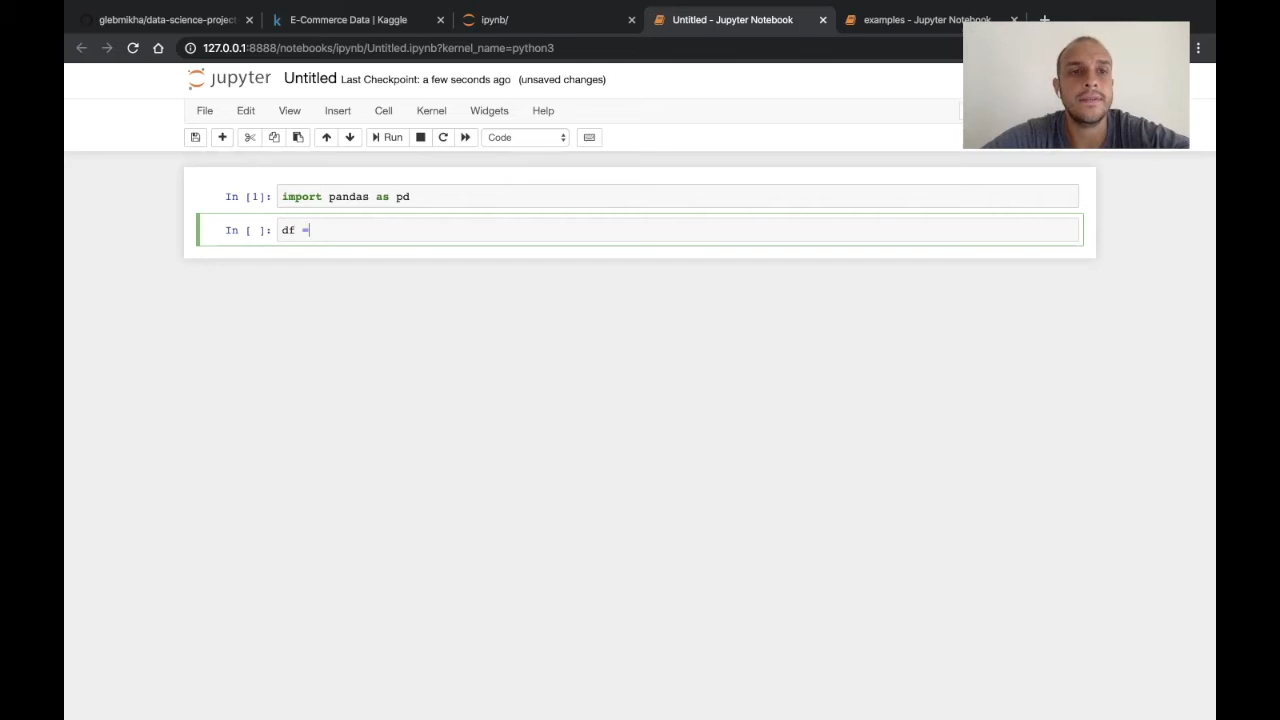 glebmikha/data-science-project
E-Commerce Data | Kaggle
ipynb/
Untitled - Jupyter Notebook
examples - Jupyter Notebook
127.0.0.1:8888/notebooks/ipynb/Untitled.ipynb?kernel_name=python3
jupyter Untitled Last Checkpoint: a few seconds ago (unsaved changes)
File Edit View Insert Cell Kernel Widgets Help
Run Code
In [1]: import pandas as pd
In [ ]: df =